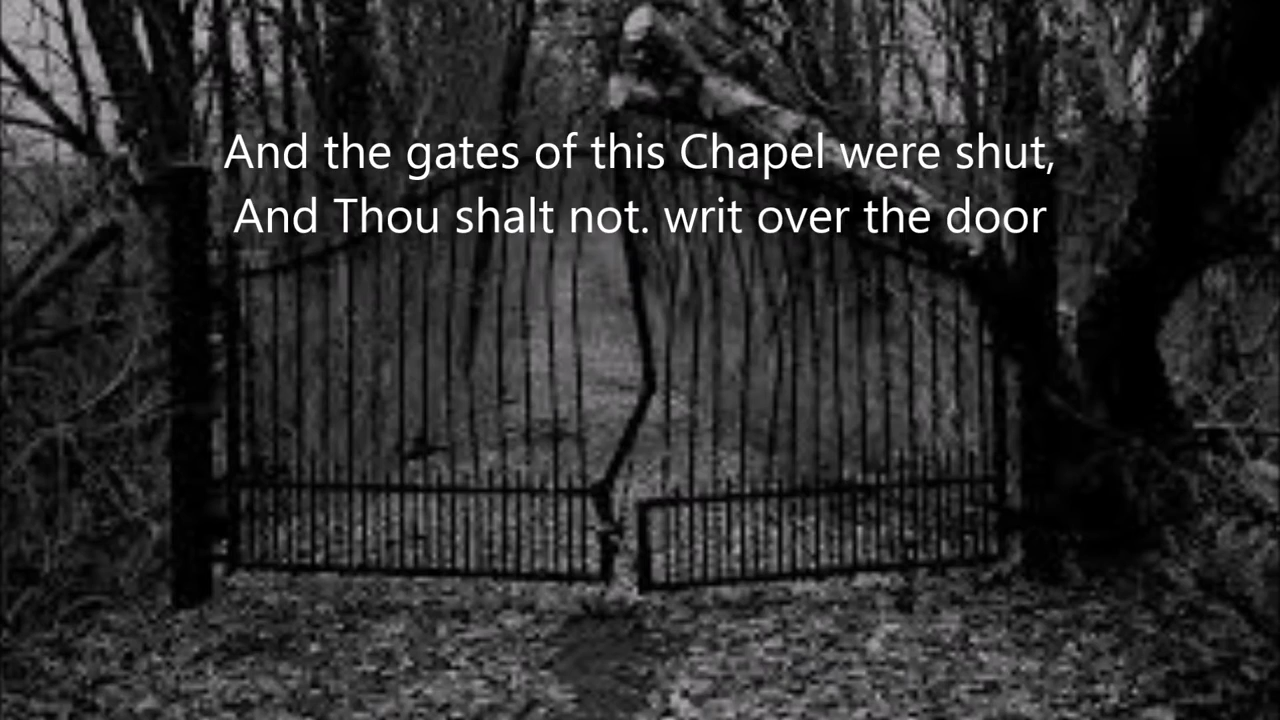 And the gates of this Chapel were shut,
And Thou shalt not. writ over the door